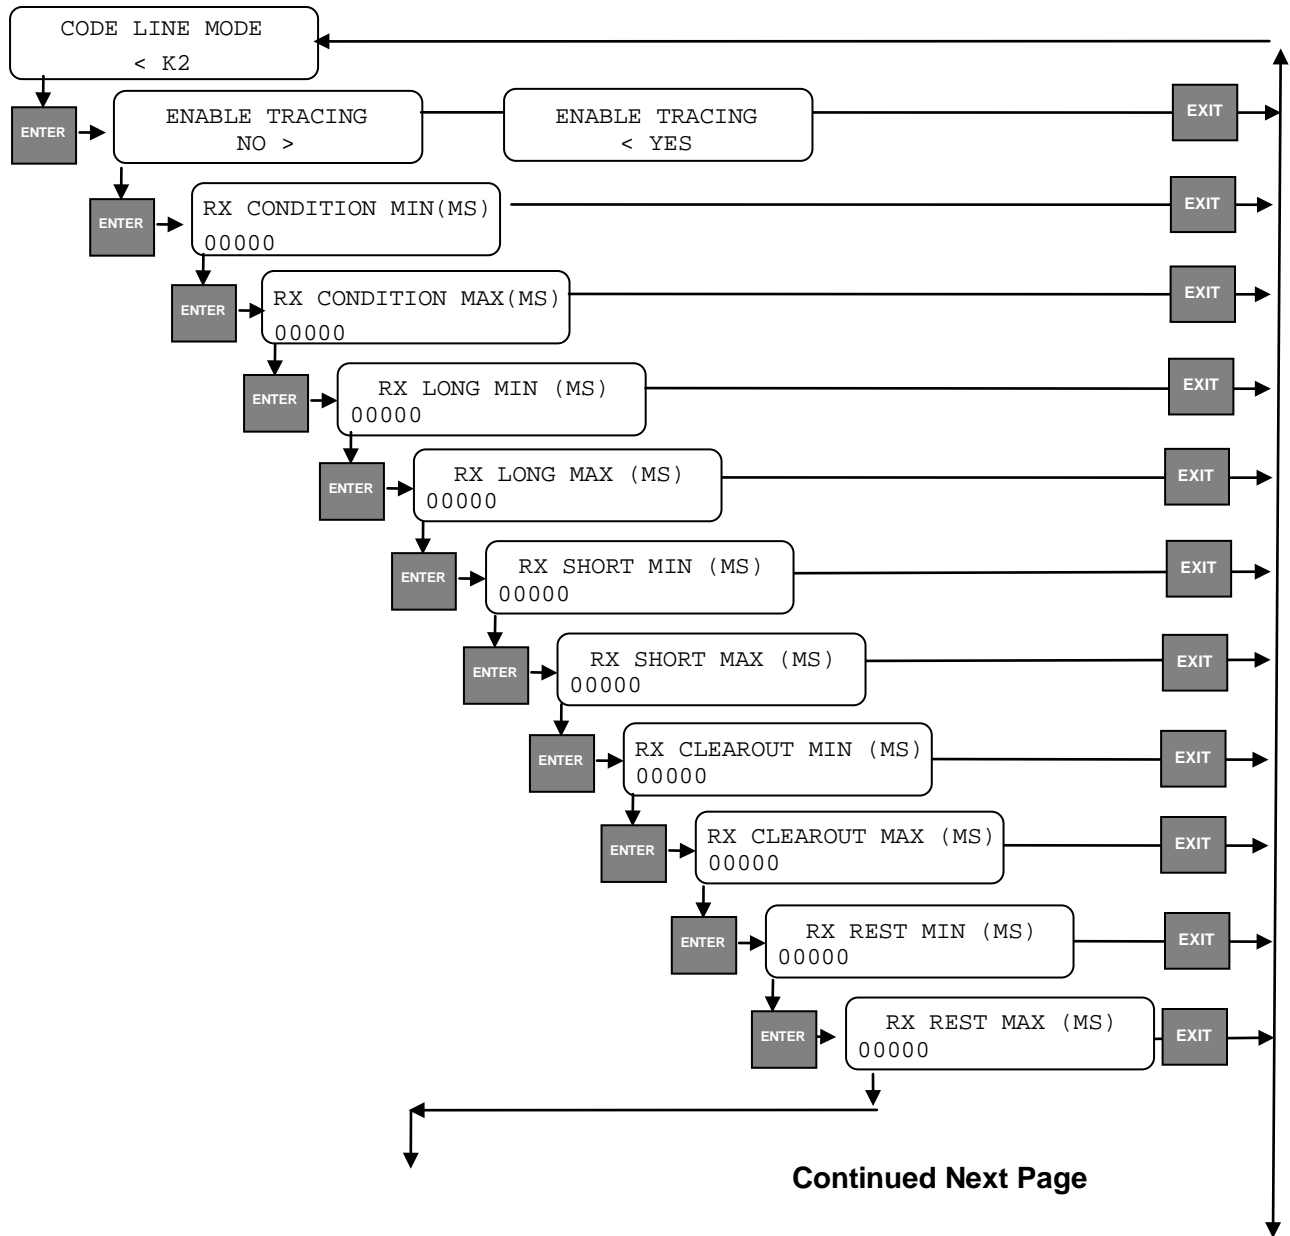 CODE LINE MODE
< K2
ENTER
ENABLE TRACING
NO >
ENABLE TRACING
< YES
EXIT
ENTER
RX CONDITION MIN(MS)
00000
EXIT
ENTER
RX CONDITION MAX(MS)
00000
EXIT
ENTER
RX LONG MIN (MS)
00000
EXIT
ENTER
RX LONG MAX (MS)
00000
EXIT
ENTER
RX SHORT MIN (MS)
00000
EXIT
ENTER
RX SHORT MAX (MS)
00000
EXIT
ENTER
RX CLEAROUT MIN (MS)
00000
EXIT
ENTER
RX CLEAROUT MAX (MS)
00000
EXIT
ENTER
RX REST MIN (MS)
00000
EXIT
ENTER
RX REST MAX (MS)
00000
EXIT
Continued Next Page